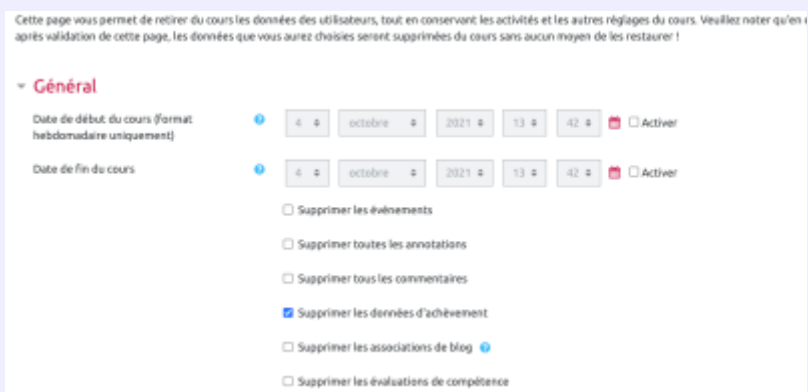 Cette page vous permet de retirer du cours les données des utilisateurs, tout en conservant les activités et les autres réglages du cours. Veuillez noter qu'en
après validation de cette page, les données que vous aurez choisies seront supprimées du cours sans aucun moyen de les restaurer !
Général
Date de début du cours (format hebdomadaire uniquement) 4 octobre 2021 13 42 Activer
Date de fin du cours 4 octobre 2021 13 42 Activer
Supprimer les événements
Supprimer toutes les annotations
Supprimer tous les commentaires
Supprimer les données d'achèvement
Supprimer les associations de blog
Supprimer les évaluations de compétence